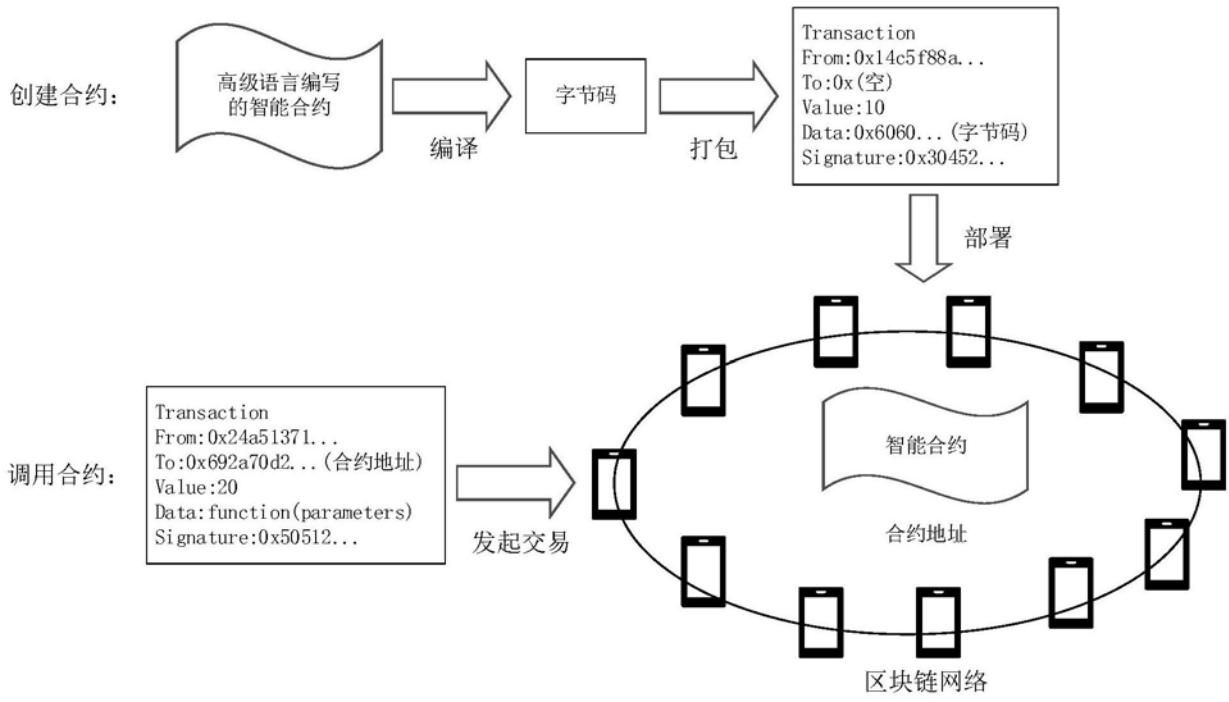 创建合约：
高级语言编写
的智能合约
编译
字节码
打包
Transaction
From:0x14c5f88a...
To:0x(空)
Value:10
Data:0x6060...(字节码)
Signature:0x30452...
部署
调用合约：
Transaction
From:0x24a51371...
To:0x692a70d2...(合约地址)
Value:20
Data:function(parameters)
Signature:0x50512...
发起交易
智能合约
合约地址
区块链网络